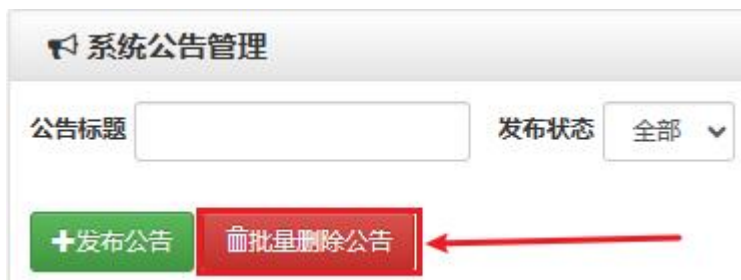 系统公告管理
公告标题 发布状态 全部
发布公告 批量删除公告